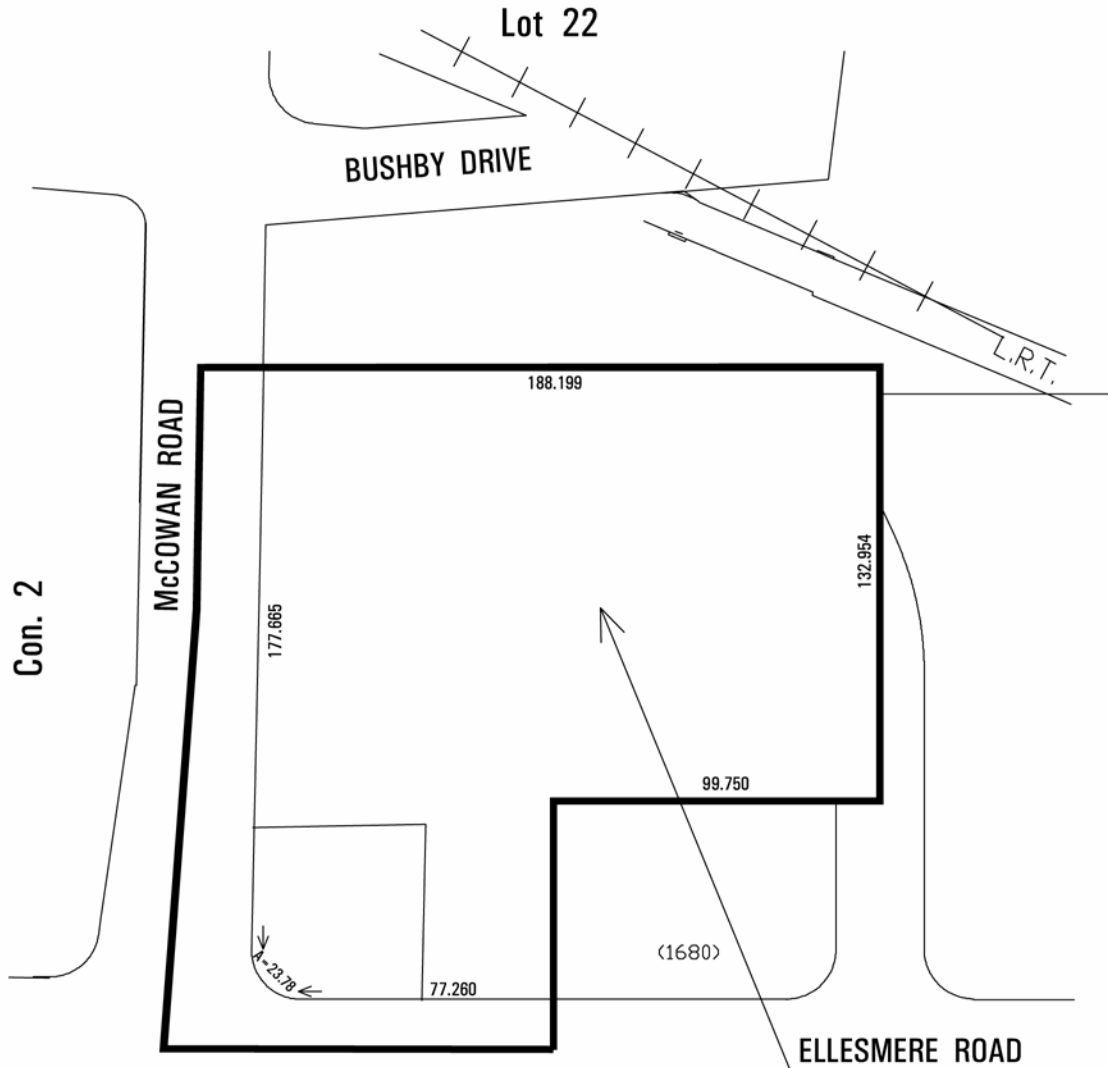 Lot 22
BUSHBY DRIVE
L.R.T.
188.199
McCOWAN ROAD
132.954
Con. 2
177.665
99.750
(1680)
A=23.78
77.260
ELLESMERE ROAD